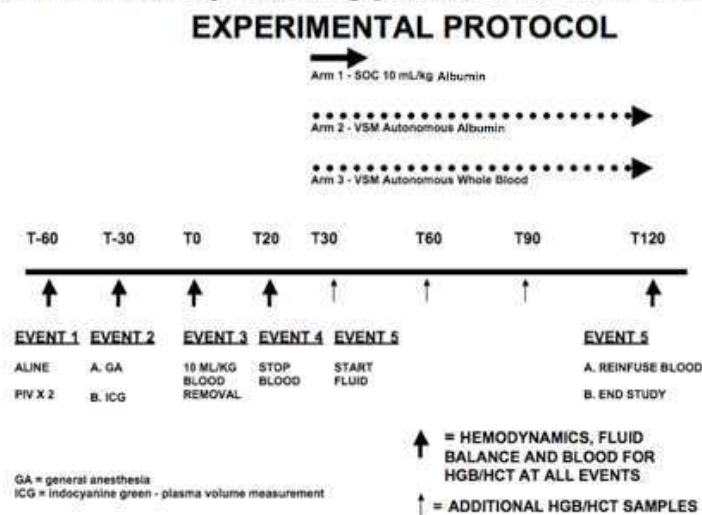 EXPERIMENTAL PROTOCOL
Arm 1 - SOC 10 mL/kg Albumin
Arm 2 - VSM Autonomous Albumin
Arm 3 - VSM Autonomous Whole Blood
T-60 T-30 T0 T20 T30 T60 T90 T120
EVENT 1 EVENT 2 EVENT 3 EVENT 4 EVENT 5 EVENT 5
ALINE A. GA 10 ML/KG STOP START A. REINFUSE BLOOD
BLOOD BLOOD FLUID
PIV X 2 B. ICG REMOVAL B. END STUDY
= HEMODYNAMICS, FLUID
BALANCE AND BLOOD FOR
HGB/HCT AT ALL EVENTS
GA = general anesthesia
ICG = indocyanine green - plasma volume measurement
= ADDITIONAL HGB/HCT SAMPLES